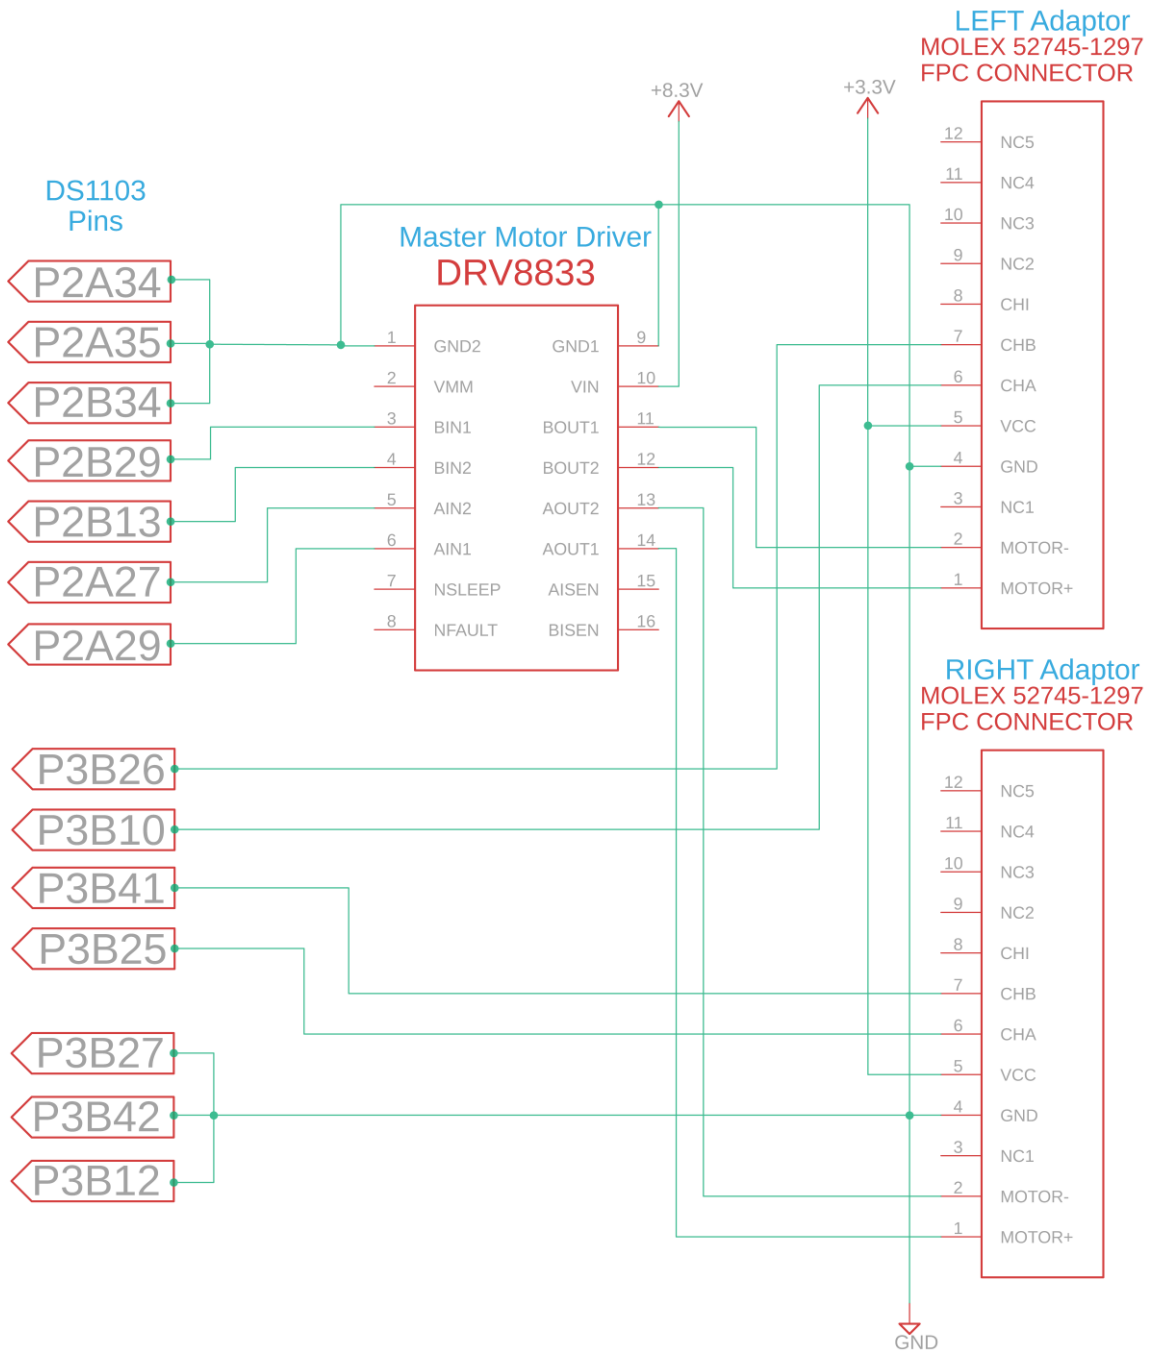 LEFT Adaptor
MOLEX 52745-1297
FPC CONNECTOR
+8.3V
+3.3V
12 NC5
11 NC4
10 NC3
9 NC2
8 CHI
7 CHB
6 CHA
5 VCC
4 GND
3 NC1
2 MOTOR-
1 MOTOR+
DS1103
Pins
P2A34
P2A35
P2B34
P2B29
P2B13
P2A27
P2A29
Master Motor Driver
DRV8833
1 GND2 GND1 9
2 VMM VIN 10
3 BIN1 BOUT1 11
4 BIN2 BOUT2 12
5 AIN2 AOUT2 13
6 AIN1 AOUT1 14
7 NSLEEP AISEN 15
8 NFAULT BISEN 16
RIGHT Adaptor
MOLEX 52745-1297
FPC CONNECTOR
12 NC5
11 NC4
10 NC3
9 NC2
8 CHI
7 CHB
6 CHA
5 VCC
4 GND
3 NC1
2 MOTOR-
1 MOTOR+
P3B26
P3B10
P3B41
P3B25
P3B27
P3B42
P3B12
GND